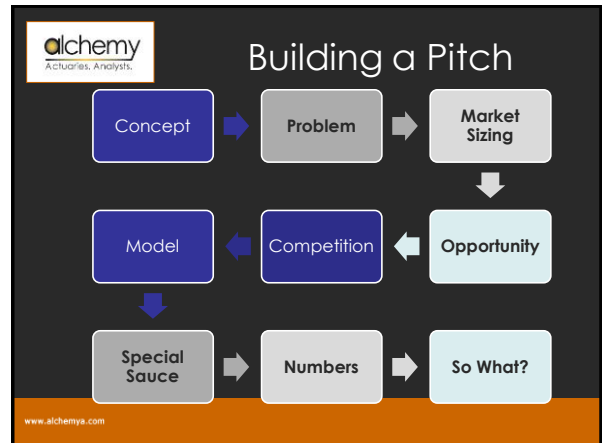 alchemy
Actuaries, Analysts.
Building a Pitch
Concept
Problem
Market
Sizing
Opportunity
Competition
Model
Special
Sauce
Numbers
So What?
www.alchemya.com